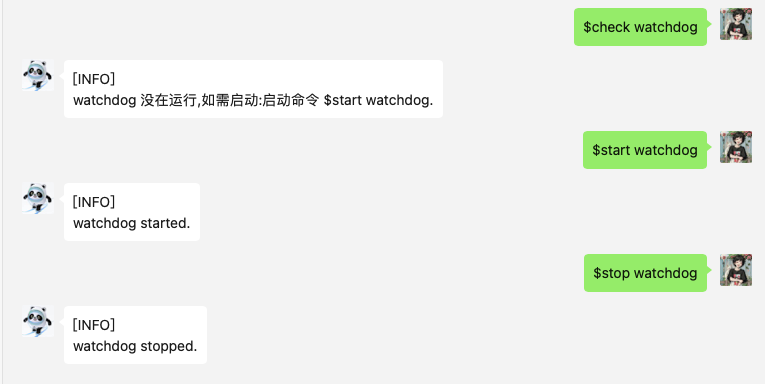 $check watchdog
[INFO]
watchdog 没在运行,如需启动:启动命令 $start watchdog.
$start watchdog
[INFO]
watchdog started.
$stop watchdog
[INFO]
watchdog stopped.